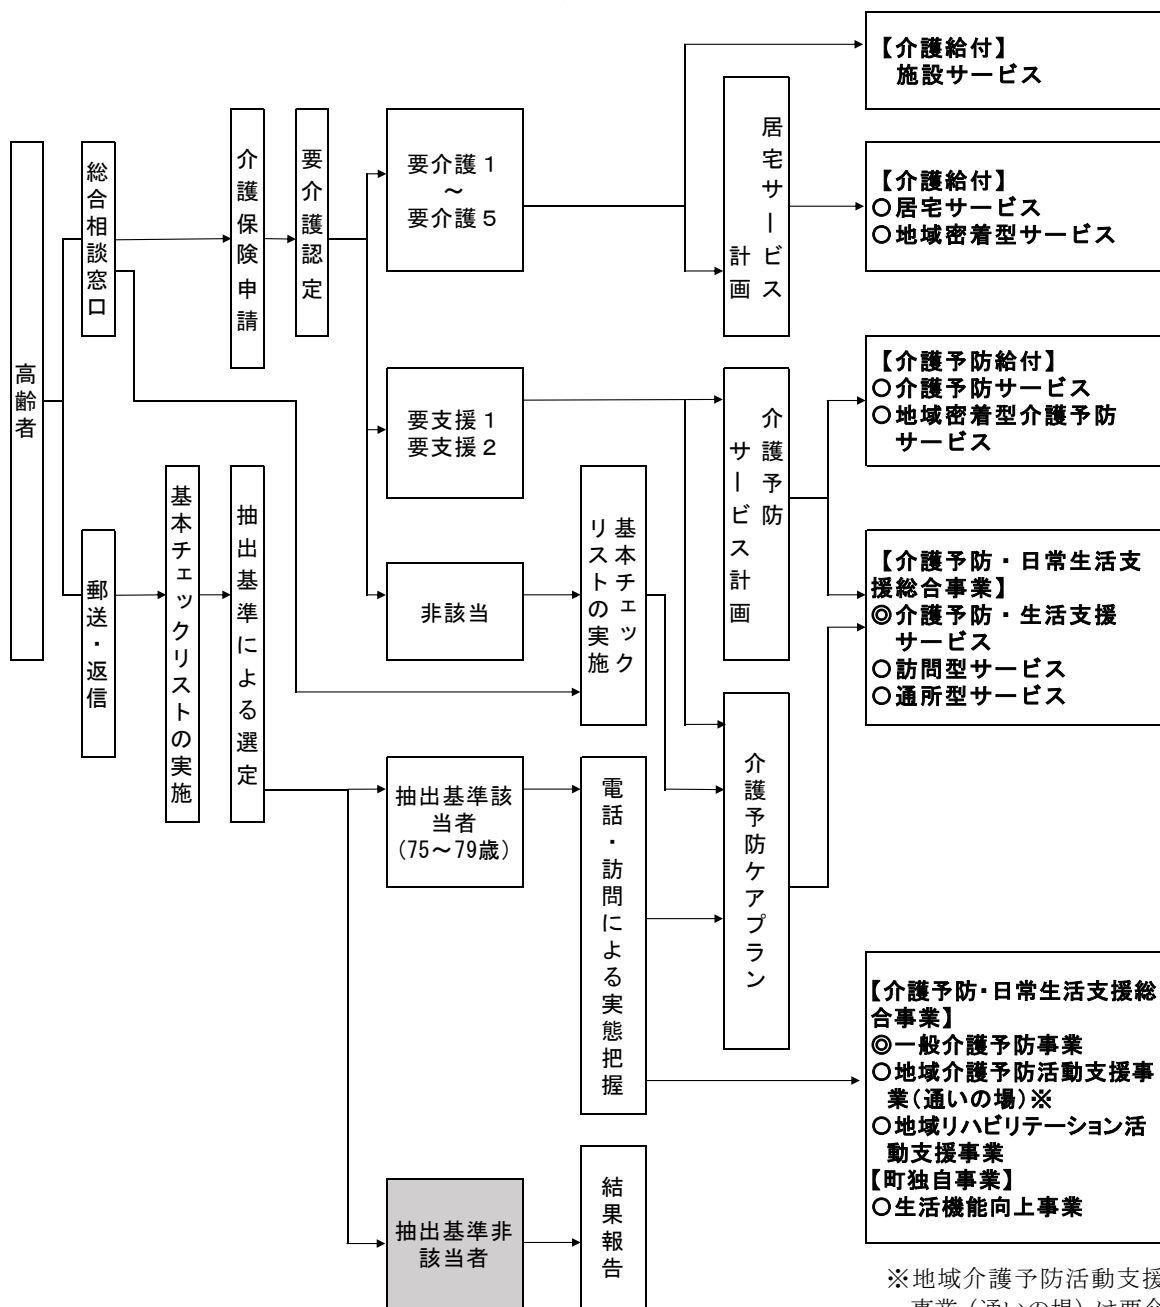 高齢者
総合相談窓口
郵送・返信
介護保険申請
要介護認定
基本チェックリストの実施
抽出基準による選定
要介護１
～
要介護５
要支援１
要支援２
非該当
抽出基準該
当者
(75～79歳)
抽出基準非
該当者
基本チェック
リストの実施
電話・訪問による実態把握
結果報告
居宅サービス
計画
介護予防
サービス計画
介護予防ケアプラン
【介護給付】
施設サービス
【介護給付】
○居宅サービス
○地域密着型サービス
【介護予防給付】
○介護予防サービス
○地域密着型介護予防
サービス
【介護予防・日常生活支
援総合事業】
◎介護予防・生活支援
サービス
○訪問型サービス
○通所型サービス
【介護予防・日常生活支援総
合事業】
◎一般介護予防事業
○地域介護予防活動支援事
業（通いの場）※
○地域リハビリテーション活
動支援事業
【町独自事業】
○生活機能向上事業
※地域介護予防活動支援
事業（通いの場）は要介